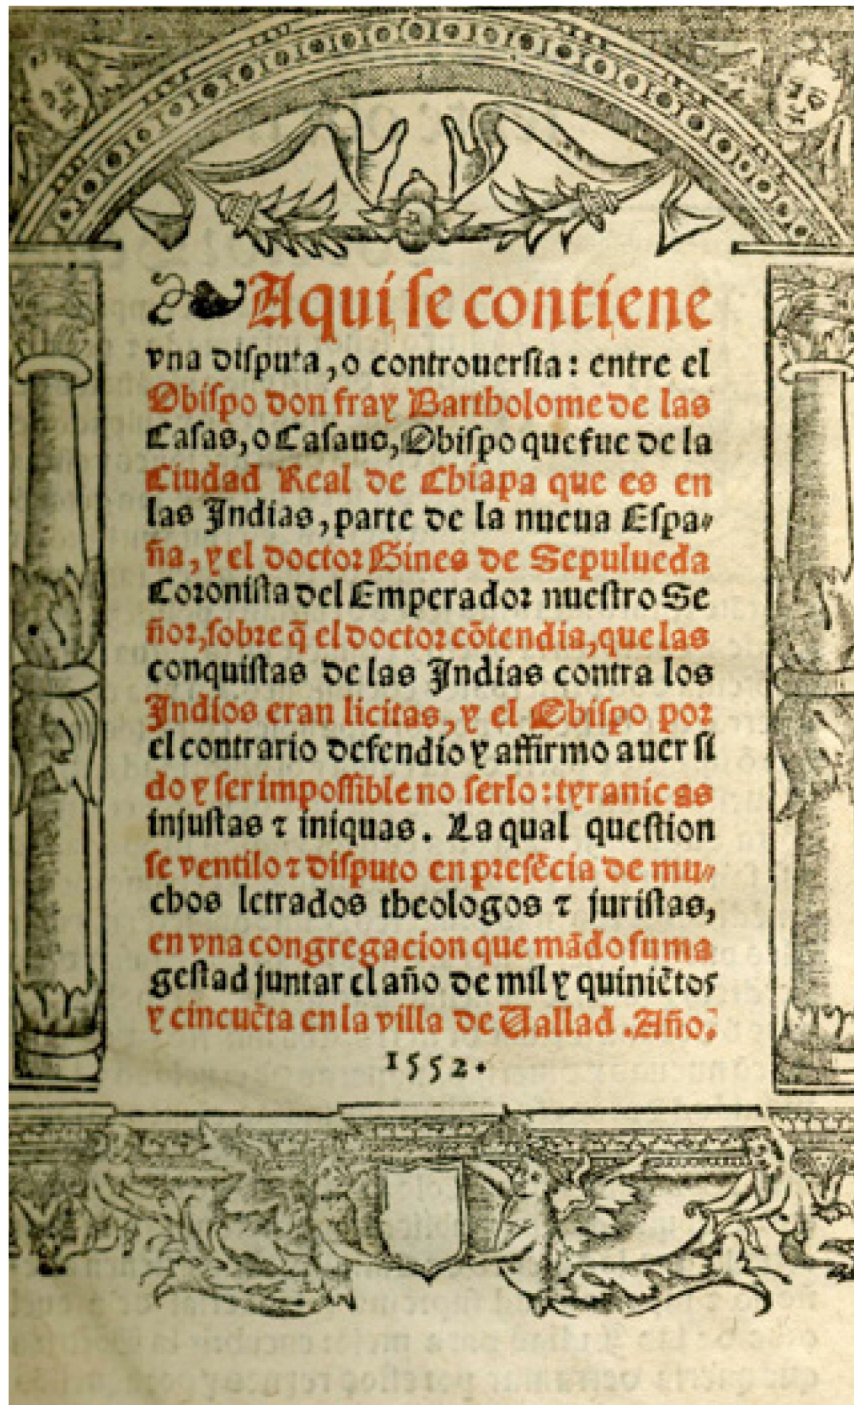 Aqui se contiene
vna disputa, o controuersia: entre el
Obispo don fray Bartholome de las
Casas, o Casaus, Obispo que fue de la
Ciudad Real de Chiapa que es en
las Indias, parte de la nueua Espa-
ña, y el doctor Gines de Sepulueda
Coronista del Emperador nuestro Se
ñor, sobre q̃ el doctor cõtendia, que las
conquistas de las Indias contra los
Indios eran licitas, y el Obispo por
el contrario defendio y affirmo auer si
do y ser impossible no serlo: tyranicas
injustas ⁊ iniquas. La qual question
se ventilo ⁊ disputo en presẽcia de mu-
chos letrados theologos ⁊ juristas,
en vna congregacion que mãdo su ma
gestad juntar el año de mil y quiniẽtos
y cincuẽta en la villa de Vallad. Año.
1552.